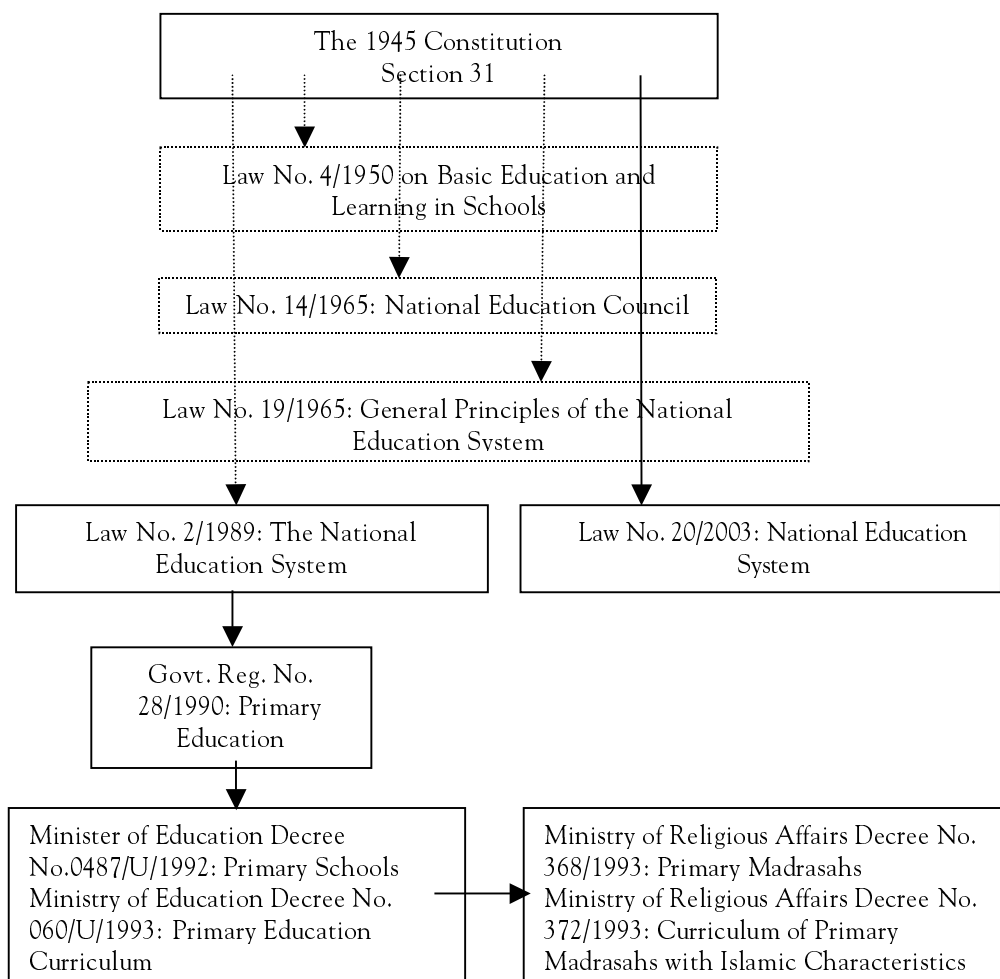 The 1945 Constitution
Section 31
Law No. 4/1950 on Basic Education and
Learning in Schools
Law No. 14/1965: National Education Council
Law No. 19/1965: General Principles of the National
Education System
Law No. 2/1989: The National
Education System
Law No. 20/2003: National Education
System
Govt. Reg. No.
28/1990: Primary
Education
Minister of Education Decree
No.0487/U/1992: Primary Schools
Ministry of Education Decree No.
060/U/1993: Primary Education
Curriculum
Ministry of Religious Affairs Decree No.
368/1993: Primary Madrasahs
Ministry of Religious Affairs Decree No.
372/1993: Curriculum of Primary
Madrasahs with Islamic Characteristics